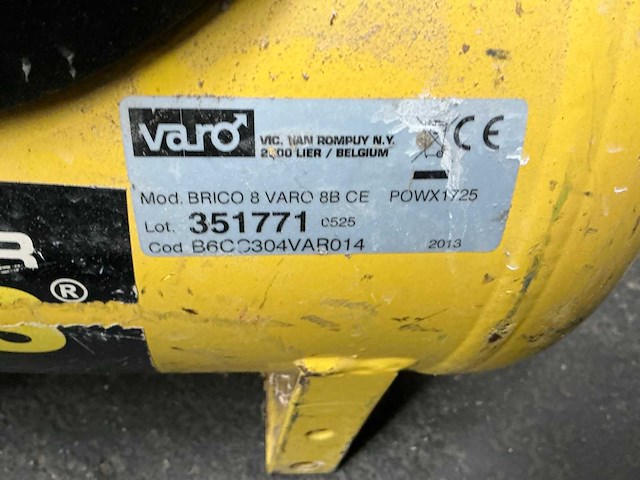 varo
VIC. VAN ROMPUY N.V.
2500 LIER / BELGIUM
CE
Mod. BRICO 8 VARO 8B CE POWX1725
Lot. 351771 0525
Cod B6CC304VAR014 2013
R
®